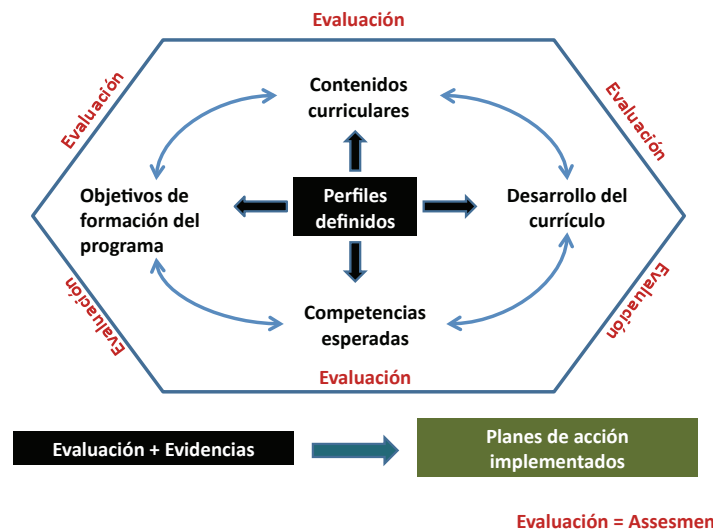 Evaluación
Evaluación
Evaluación
Contenidos
curriculares
Objetivos de
formación del
programa
Perfiles
definidos
Desarrollo del
currículo
Evaluación
Evaluación
Competencias
esperadas
Evaluación
Evaluación + Evidencias
Planes de acción
implementados
Evaluación = Assesmen